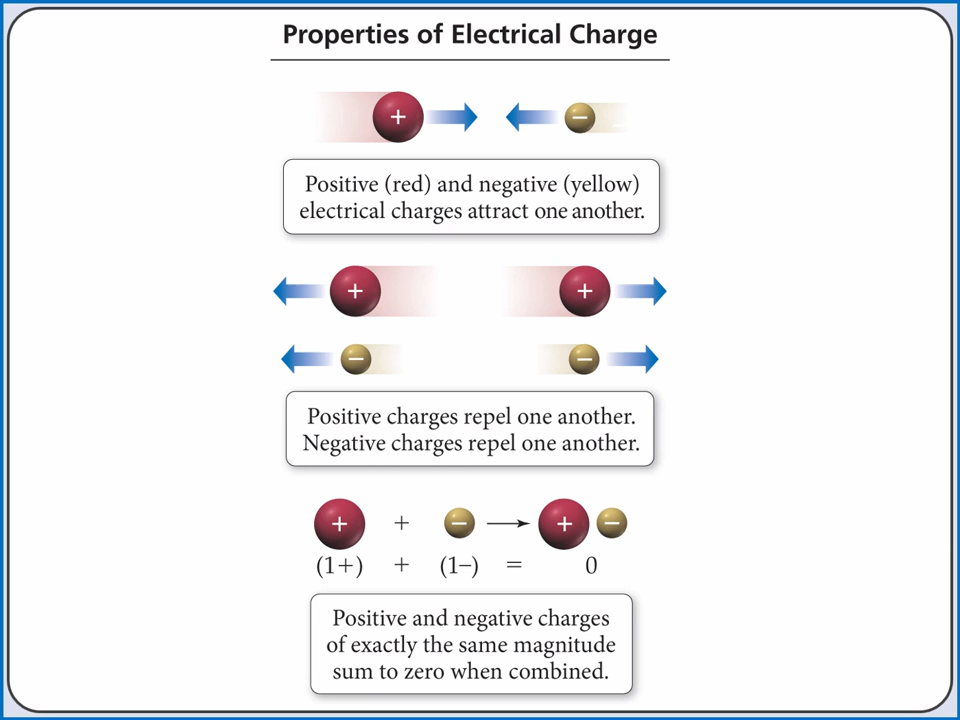 Properties of Electrical Charge
+ −
Positive (red) and negative (yellow)
electrical charges attract one another.
+ +
− −
Positive charges repel one another.
Negative charges repel one another.
+ + − → + −
(1+) + (1−) = 0
Positive and negative charges
of exactly the same magnitude
sum to zero when combined.